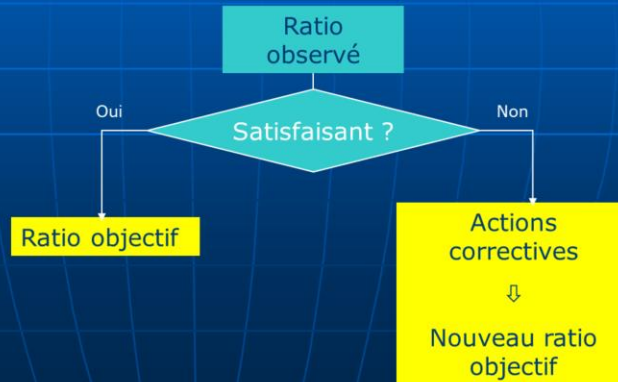 Ratio
observé
Oui
Satisfaisant ?
Non
Ratio objectif
Actions
correctives
⇩
Nouveau ratio
objectif